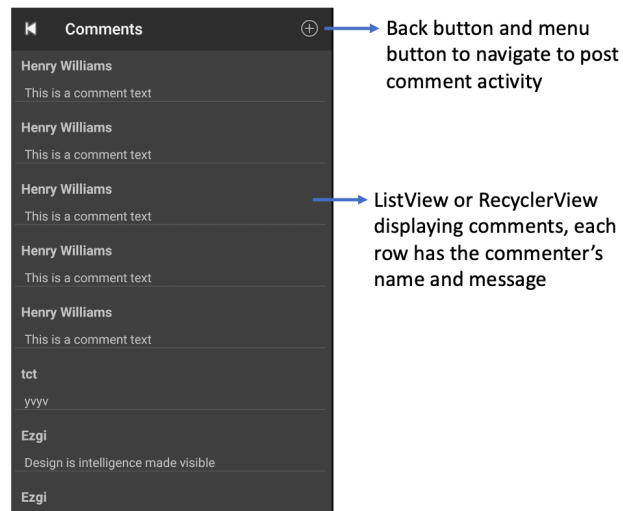 Comments
Henry Williams
This is a comment text
Henry Williams
This is a comment text
Henry Williams
This is a comment text
Henry Williams
This is a comment text
Henry Williams
This is a comment text
tct
yvyv
Ezgi
Design is intelligence made visible
Ezgi
Back button and menu
button to navigate to post
comment activity
ListView or RecyclerView
displaying comments, each
row has the commenter’s
name and message